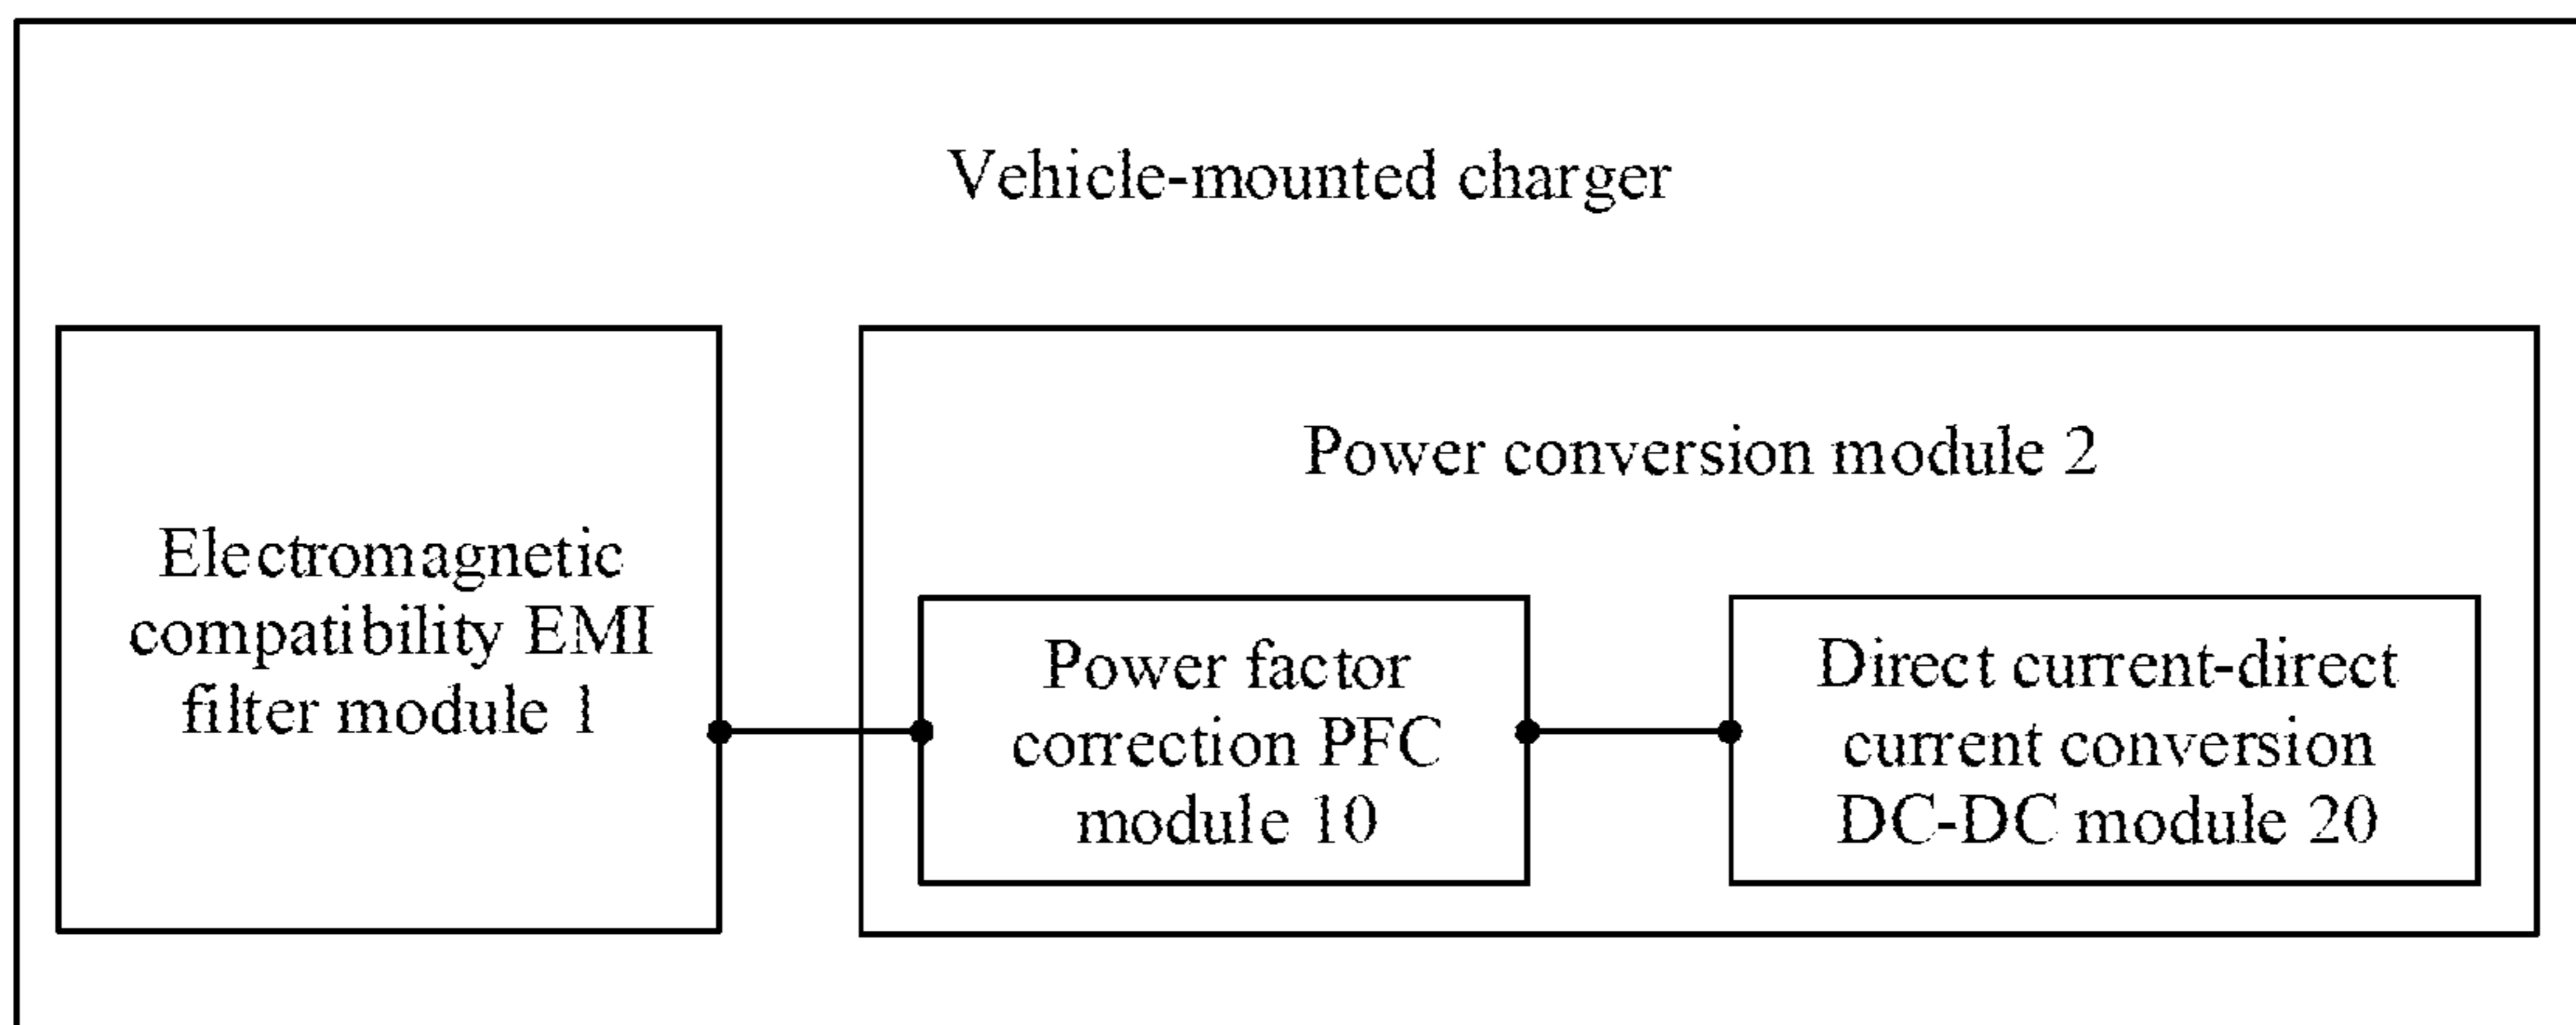 Vehicle-mounted charger
Power conversion module 2
Electromagnetic
compatibility EMI
filter module 1
Power factor
correction PFC
module 10
Direct current-direct
current conversion
DC-DC module 20